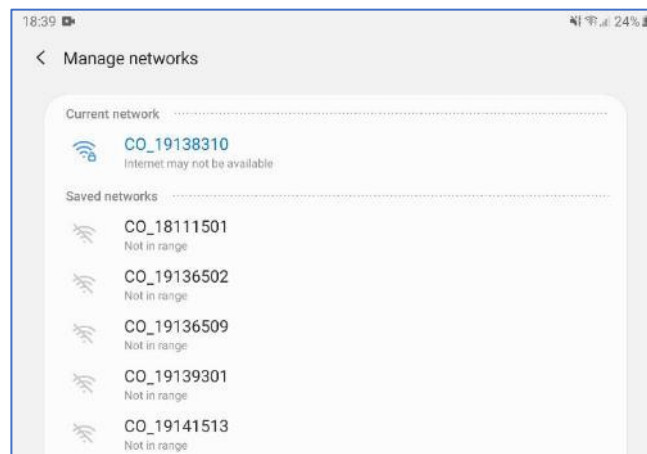 18:39
24%
Manage networks
Current network
CO_19138310
Internet may not be available
Saved networks
CO_18111501
Not in range
CO_19136502
Not in range
CO_19136509
Not in range
CO_19139301
Not in range
CO_19141513
Not in range